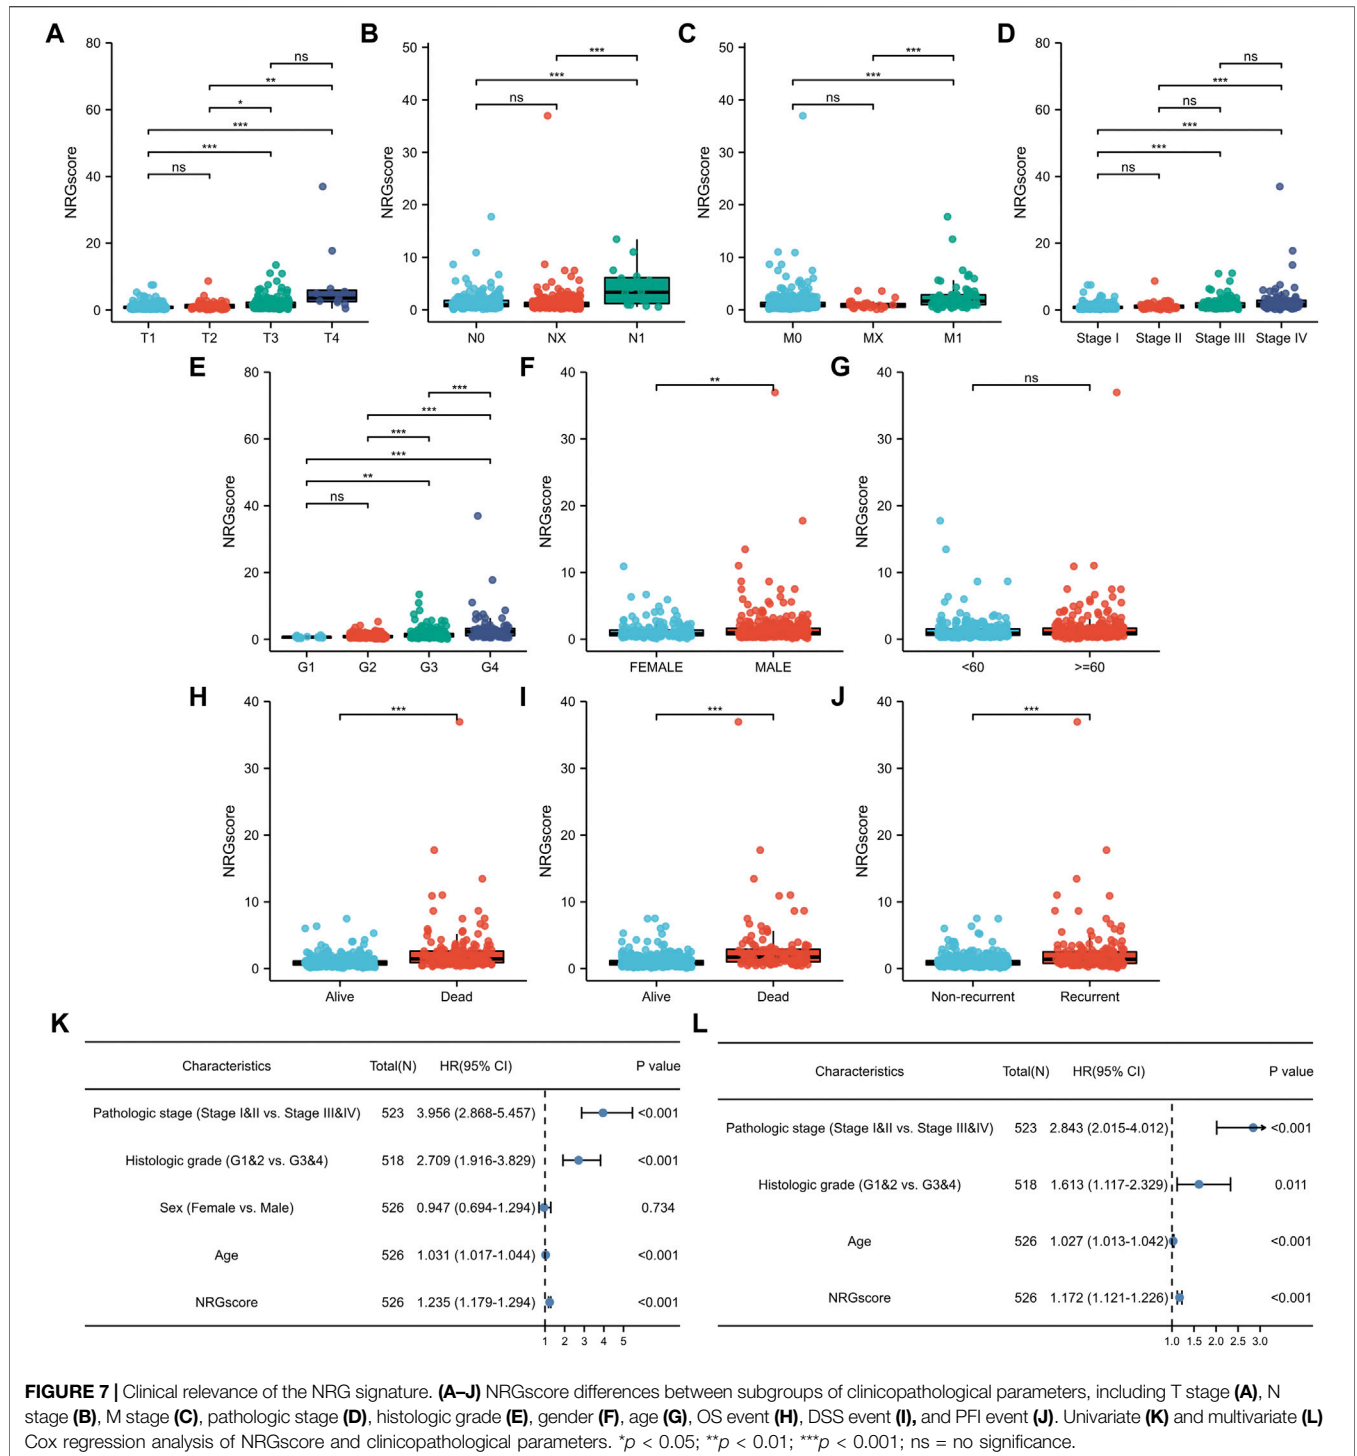 A
B
C
D
80
60
40
20
0
NRGscore
ns
**
*
***
***
ns
T1 T2 T3 T4
50
40
30
20
10
0
NRGscore
***
***
ns
N0 NX N1
50
40
30
20
10
0
NRGscore
***
***
ns
M0 MX M1
80
60
40
20
0
NRGscore
ns
***
ns
***
***
ns
Stage I Stage II Stage III Stage IV
E
F
G
80
60
40
20
0
NRGscore
***
***
***
***
**
ns
G1 G2 G3 G4
40
30
20
10
0
NRGscore
**
FEMALE MALE
40
30
20
10
0
NRGscore
ns
<60 >=60
H
I
J
40
30
20
10
0
NRGscore
***
Alive Dead
40
30
20
10
0
NRGscore
***
Alive Dead
40
30
20
10
0
NRGscore
***
Non-recurrent Recurrent
K
Characteristics Total(N) HR(95% CI) P value
Pathologic stage (Stage I&II vs. Stage III&IV) 523 3.956 (2.868-5.457) <0.001
Histologic grade (G1&2 vs. G3&4) 518 2.709 (1.916-3.829) <0.001
Sex (Female vs. Male) 526 0.947 (0.694-1.294) 0.734
Age 526 1.031 (1.017-1.044) <0.001
NRGscore 526 1.235 (1.179-1.294) <0.001
1 2 3 4 5
L
Characteristics Total(N) HR(95% CI) P value
Pathologic stage (Stage I&II vs. Stage III&IV) 523 2.843 (2.015-4.012) <0.001
Histologic grade (G1&2 vs. G3&4) 518 1.613 (1.117-2.329) 0.011
Age 526 1.027 (1.013-1.042) <0.001
NRGscore 526 1.172 (1.121-1.226) <0.001
1.0 1.5 2.0 2.5 3.0
FIGURE 7 | Clinical relevance of the NRG signature. (A–J) NRGscore differences between subgroups of clinicopathological parameters, including T stage (A), N
stage (B), M stage (C), pathologic stage (D), histologic grade (E), gender (F), age (G), OS event (H), DSS event (I), and PFI event (J). Univariate (K) and multivariate (L)
Cox regression analysis of NRGscore and clinicopathological parameters. *p < 0.05; **p < 0.01; ***p < 0.001; ns = no significance.